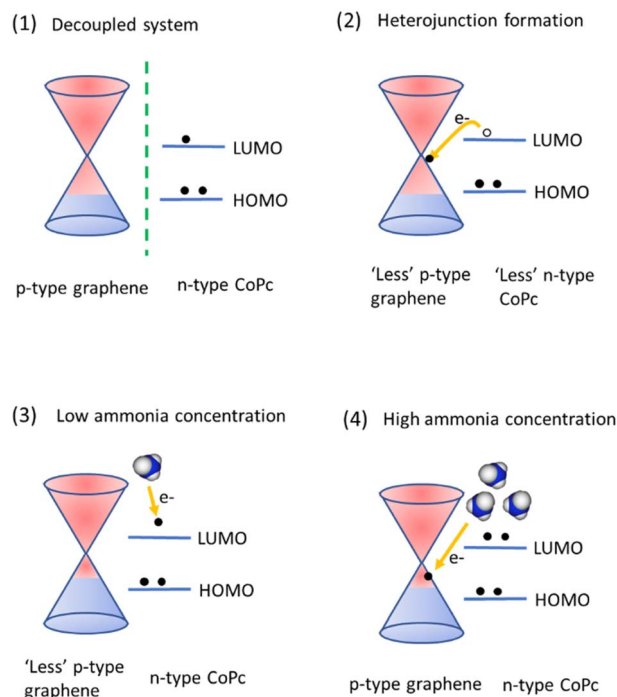 (1) Decoupled system
LUMO
HOMO
p-type graphene n-type CoPc
(2) Heterojunction formation
e-
LUMO
HOMO
'Less' p-type
graphene
'Less' n-type
CoPc
(3) Low ammonia concentration
e-
LUMO
HOMO
'Less' p-type
graphene
n-type CoPc
(4) High ammonia concentration
e-
LUMO
HOMO
p-type graphene n-type CoPc